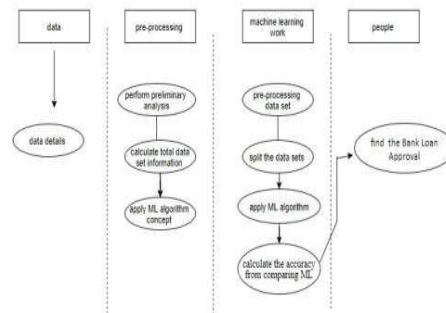 data
pre-processing
machine learning
work
people
data details
perform preliminary
analysis
calculate total data
set information
apply ML algorithm
concept
pre-processing
data set
split the data sets
apply ML algorithm
calculate the accuracy
from comparing ML
find the Bank Loan
Approval